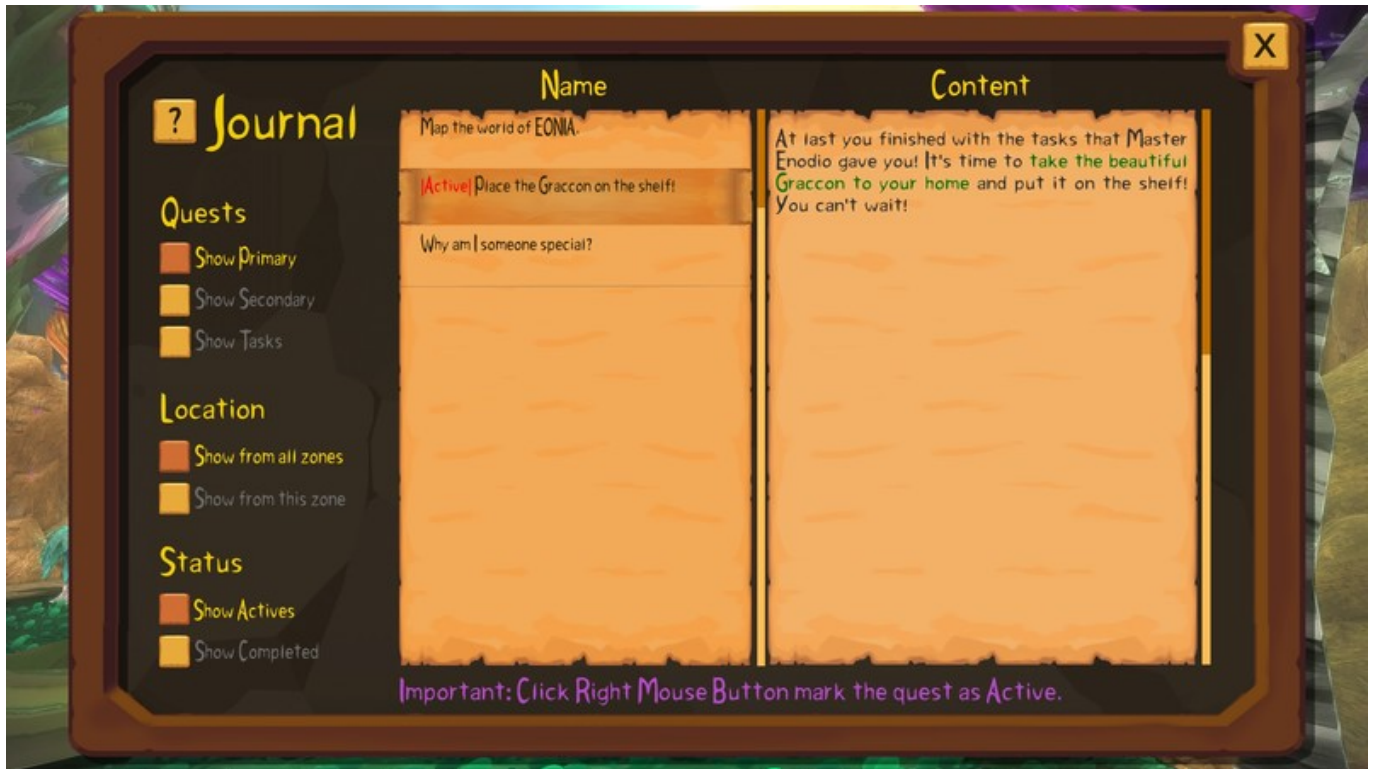 X
? Journal
Quests
Show Primary
Show Secondary
Show Tasks
Location
Show from all zones
Show from this zone
Status
Show Actives
Show Completed
Name
Map the world of EONIA.
|Active| Place the Graccon on the shelf!
Why am I someone special?
Content
At last you finished with the tasks that Master
Enodio gave you! It's time to take the beautiful
Graccon to your home and put it on the shelf!
You can't wait!
Important: Click Right Mouse Button mark the quest as Active.